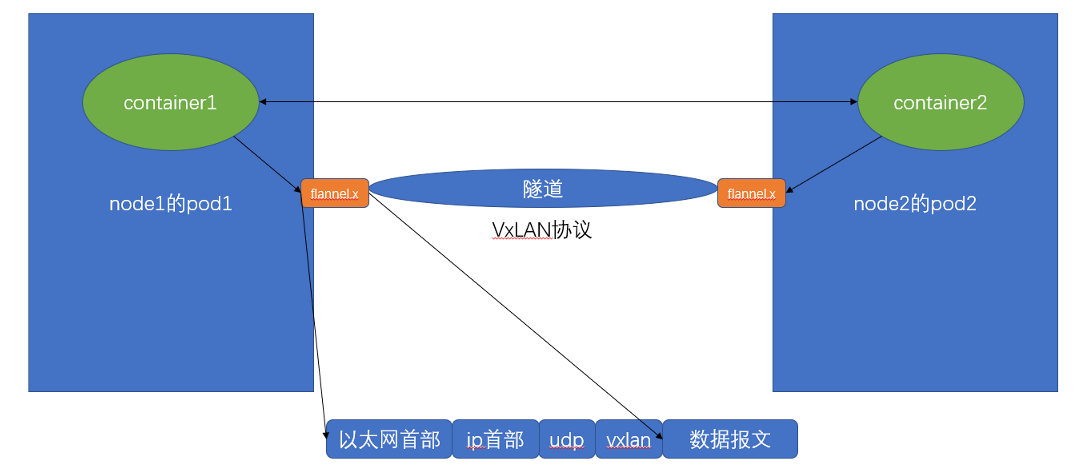 container1
container2
flannel.x
隧道
flannel.x
node1的pod1
node2的pod2
VxLAN协议
以太网首部
ip首部
udp
vxlan
数据报文